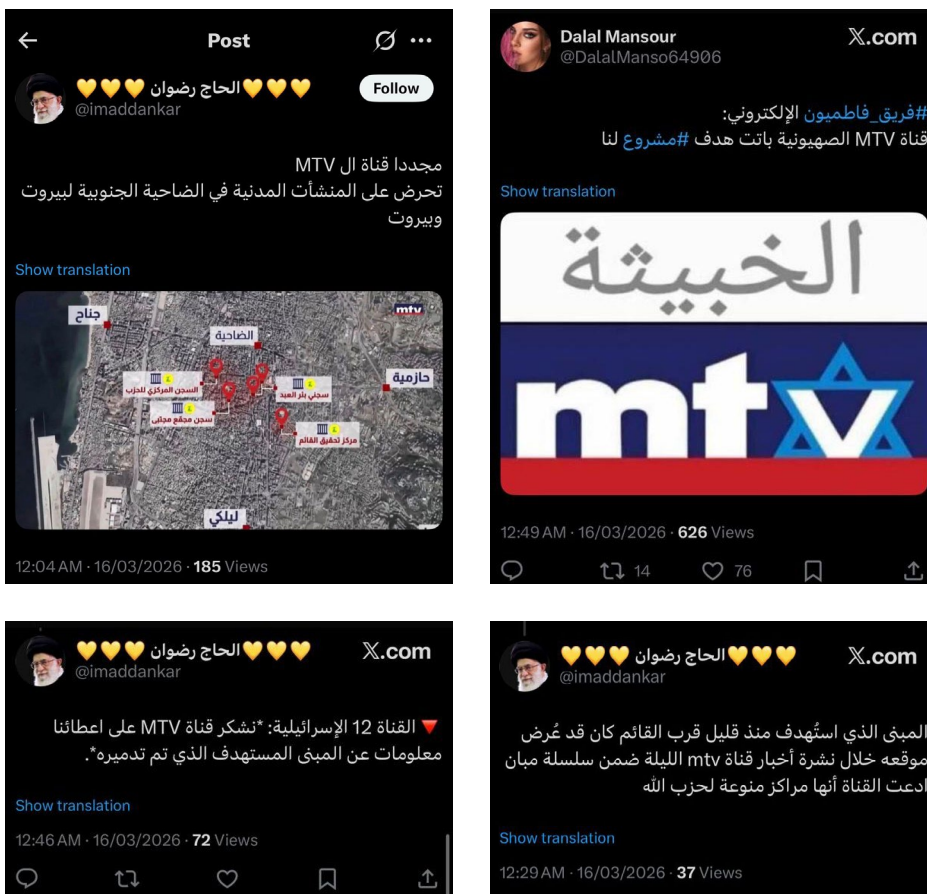 Post
💛💛💛الحاج رضوان 💛💛💛
@imaddankar
Follow
مجددا قناة ال MTV
تحرض على المنشأت المدنية في الضاحية الجنوبية لبيروت
وبيروت
Show translation
mtv
جناح
الضاحية
حازمية
السجن المركزي للحزب
سجني بئر العبد
سجن مجمّع مجتبى
مركز تحقيق القائم
ليلكي
12:04 AM · 16/03/2026 · 185 Views
Dalal Mansour
@DalalManso64906
X.com
#فريق_فاطميون الإلكتروني:
قناة MTV الصهيونية باتت هدف #مشروع لنا
Show translation
الخبيثة
mtv
12:49 AM · 16/03/2026 · 626 Views
14
76
💛💛💛الحاج رضوان 💛💛💛
@imaddankar
X.com
🔻 القناة 12 الإسرائيلية: *نشكر قناة MTV على اعطائنا
معلومات عن المبنى المستهدف الذي تم تدميره*.
Show translation
12:46 AM · 16/03/2026 · 72 Views
💛💛💛الحاج رضوان 💛💛💛
@imaddankar
X.com
المبنى الذي استُهدف منذ قليل قرب القائم كان قد عُرض
موقعه خلال نشرة أخبار قناة mtv الليلة ضمن سلسلة مبان
ادعت القناة أنها مراكز منوعة لحزب الله
Show translation
12:29 AM · 16/03/2026 · 37 Views